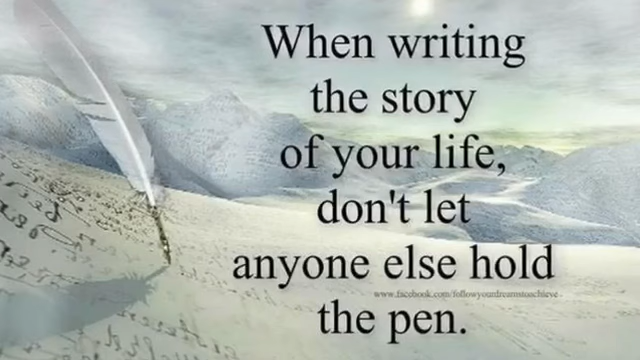 When writing
the story
of your life,
don't let
anyone else hold
www.facebook.com/followyourdreamstoachieve
the pen.